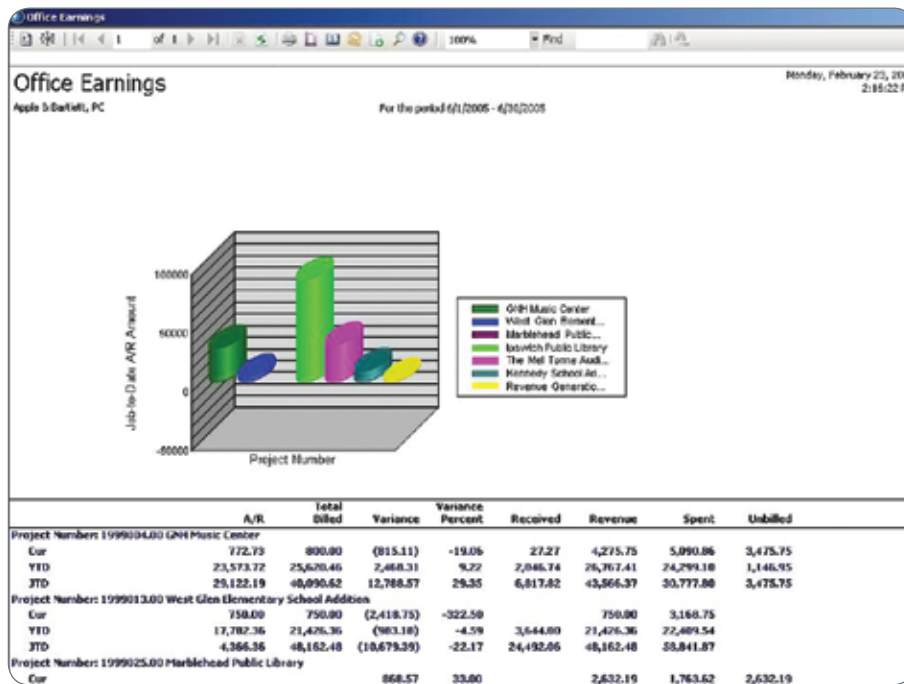 Office Earnings
1 of 1 100% Find
Office Earnings
Monday, February 23, 20
2:16:22 P
Apple & Bartlett, PC
For the period 6/1/2005 - 6/30/2005
Job-to-Date A/R Amount
100000
50000
0
-50000
Project Number
GNH Music Center
West Glen Element...
Marblehead Public...
Ipswich Public Library
The Mel Torme Audi...
Kennedy School Ad...
Revenue Generatio...
A/R Total Billed Variance Variance Percent Received Revenue Spent Unbilled
Project Number: 1999004.00 GNH Music Center
Cur 772.73 800.00 (815.11) -19.06 27.27 4,275.75 5,090.86 3,475.75
YTD 23,573.72 25,620.46 2,468.31 9.22 2,046.74 26,767.41 24,299.10 1,146.95
JTD 29,122.19 40,090.62 12,788.57 29.35 6,817.82 43,566.37 30,777.80 3,475.75
Project Number: 1999013.00 West Glen Elementary School Addition
Cur 750.00 750.00 (2,418.75) -322.50 750.00 3,168.75
YTD 17,782.36 21,426.36 (983.18) -4.59 3,644.00 21,426.36 22,409.54
JTD 4,366.36 48,162.48 (10,679.39) -22.17 24,492.06 48,162.48 58,841.87
Project Number: 1999025.00 Marblehead Public Library
Cur 868.57 33.00 2,632.19 1,763.62 2,632.19